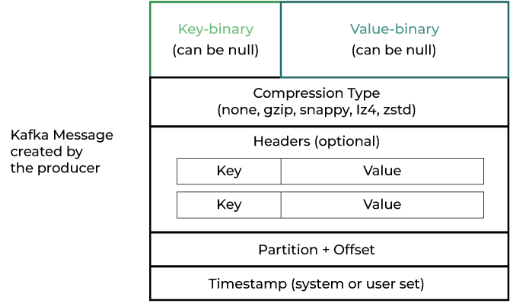 Key-binary
(can be null)
Value-binary
(can be null)
Compression Type
(none, gzip, snappy, lz4, zstd)
Kafka Message
created by
the producer
Headers (optional)
Key
Value
Key
Value
Partition + Offset
Timestamp (system or user set)